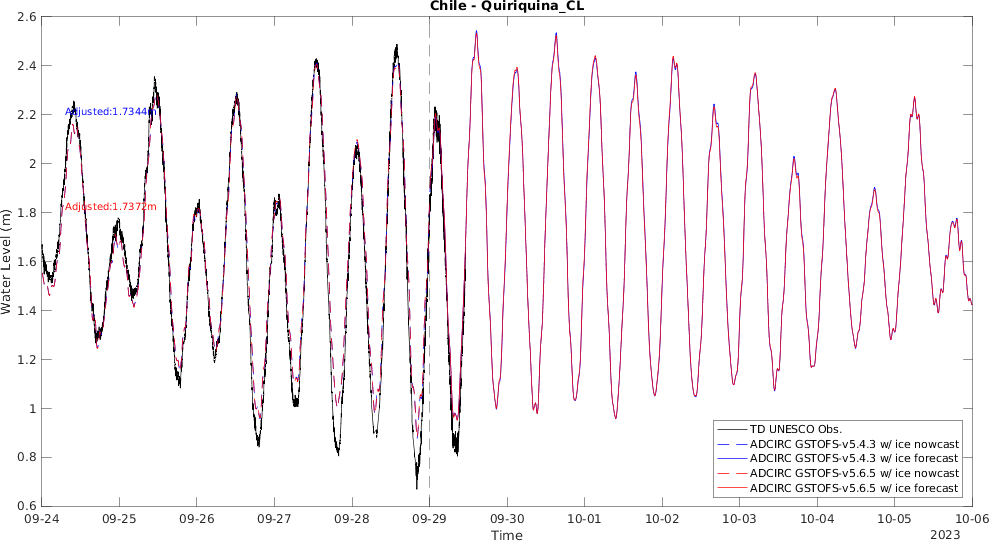 Chile - Quiriquina_CL
2.6
2.4
2.2
2
1.8
1.6
1.4
1.2
1
0.8
0.6
Water Level (m)
Adjusted:1.7344m
Adjusted:1.7372m
TD UNESCO Obs.
ADCIRC GSTOFS-v5.4.3 w/ ice nowcast
ADCIRC GSTOFS-v5.4.3 w/ ice forecast
ADCIRC GSTOFS-v5.6.5 w/ ice nowcast
ADCIRC GSTOFS-v5.6.5 w/ ice forecast
09-24 09-25 09-26 09-27 09-28 09-29 09-30 10-01 10-02 10-03 10-04 10-05 10-06
Time
2023